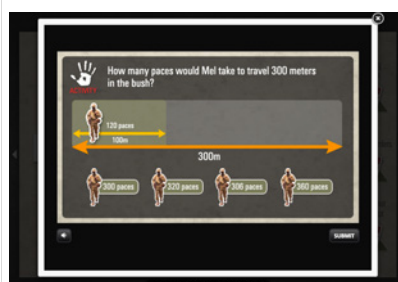 How many paces would Mel take to travel 300 meters
in the bush?
ACTIVITY
120 paces
100m
300m
300 paces
320 paces
306 paces
360 paces
SUBMIT